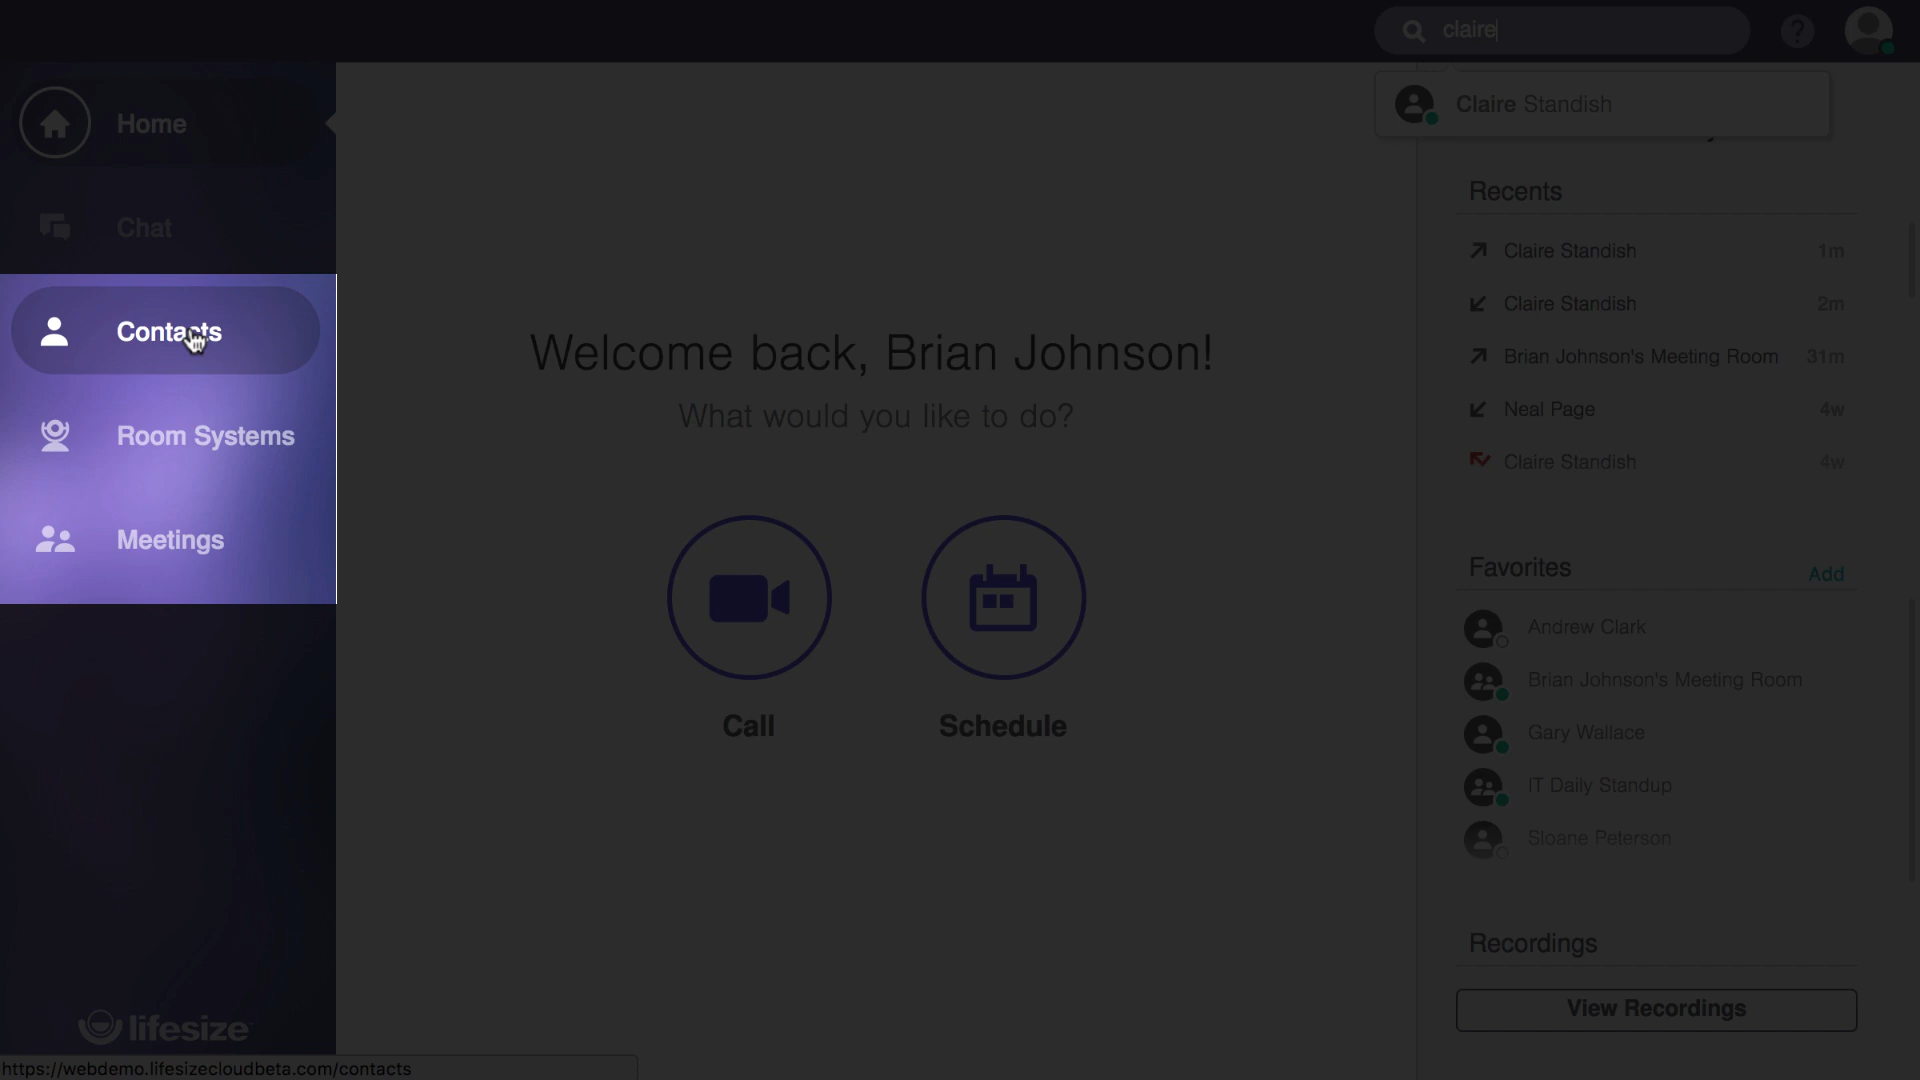 claire
?
Claire Standish
Home
Chat
Contacts
Room Systems
Meetings
Welcome back, Brian Johnson!
What would you like to do?
Call
Schedule
Recents
Claire Standish 1m
Claire Standish 2m
Brian Johnson's Meeting Room 31m
Neal Page 4w
Claire Standish 4w
Favorites Add
Andrew Clark
Brian Johnson's Meeting Room
Gary Wallace
IT Daily Standup
Sloane Peterson
Recordings
View Recordings
lifesize
https://webdemo.lifesizecloudbeta.com/contacts